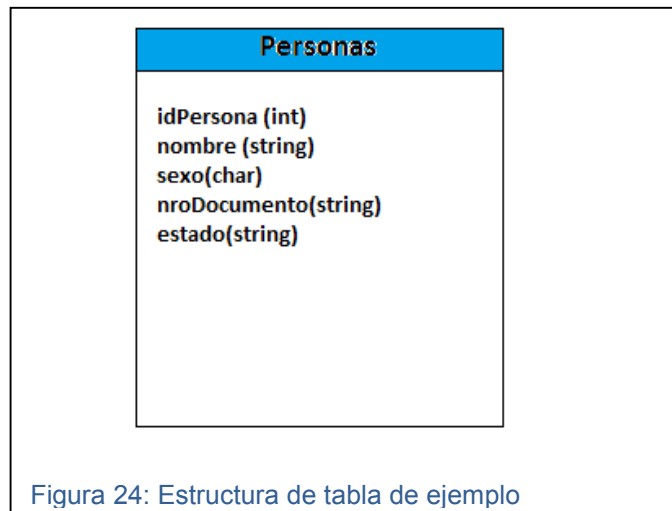 Personas
idPersona (int)
nombre (string)
sexo(char)
nroDocumento(string)
estado(string)
Figura 24: Estructura de tabla de ejemplo